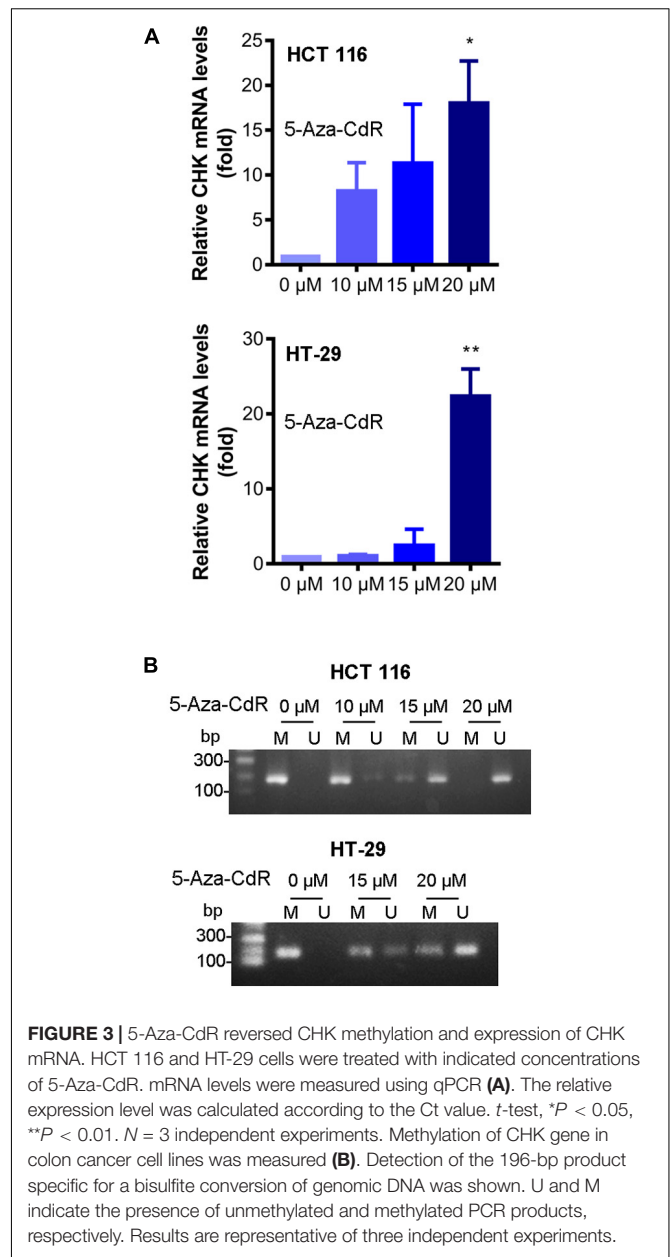 A
25
20
15
10
5
0
Relative CHK mRNA levels
(fold)
HCT 116
5-Aza-CdR
*
0 µM 10 µM 15 µM 20 µM
30
20
10
0
Relative CHK mRNA levels
(fold)
HT-29
5-Aza-CdR
**
0 µM 10 µM 15 µM 20 µM
B
HCT 116
5-Aza-CdR 0 µM 10 µM 15 µM 20 µM
bp M U M U M U M U
300-
100-
HT-29
5-Aza-CdR 0 µM 15 µM 20 µM
bp M U M U M U
300-
100-
FIGURE 3 | 5-Aza-CdR reversed CHK methylation and expression of CHK
mRNA. HCT 116 and HT-29 cells were treated with indicated concentrations
of 5-Aza-CdR. mRNA levels were measured using qPCR (A). The relative
expression level was calculated according to the Ct value. t-test, *P < 0.05,
**P < 0.01. N = 3 independent experiments. Methylation of CHK gene in
colon cancer cell lines was measured (B). Detection of the 196-bp product
specific for a bisulfite conversion of genomic DNA was shown. U and M
indicate the presence of unmethylated and methylated PCR products,
respectively. Results are representative of three independent experiments.